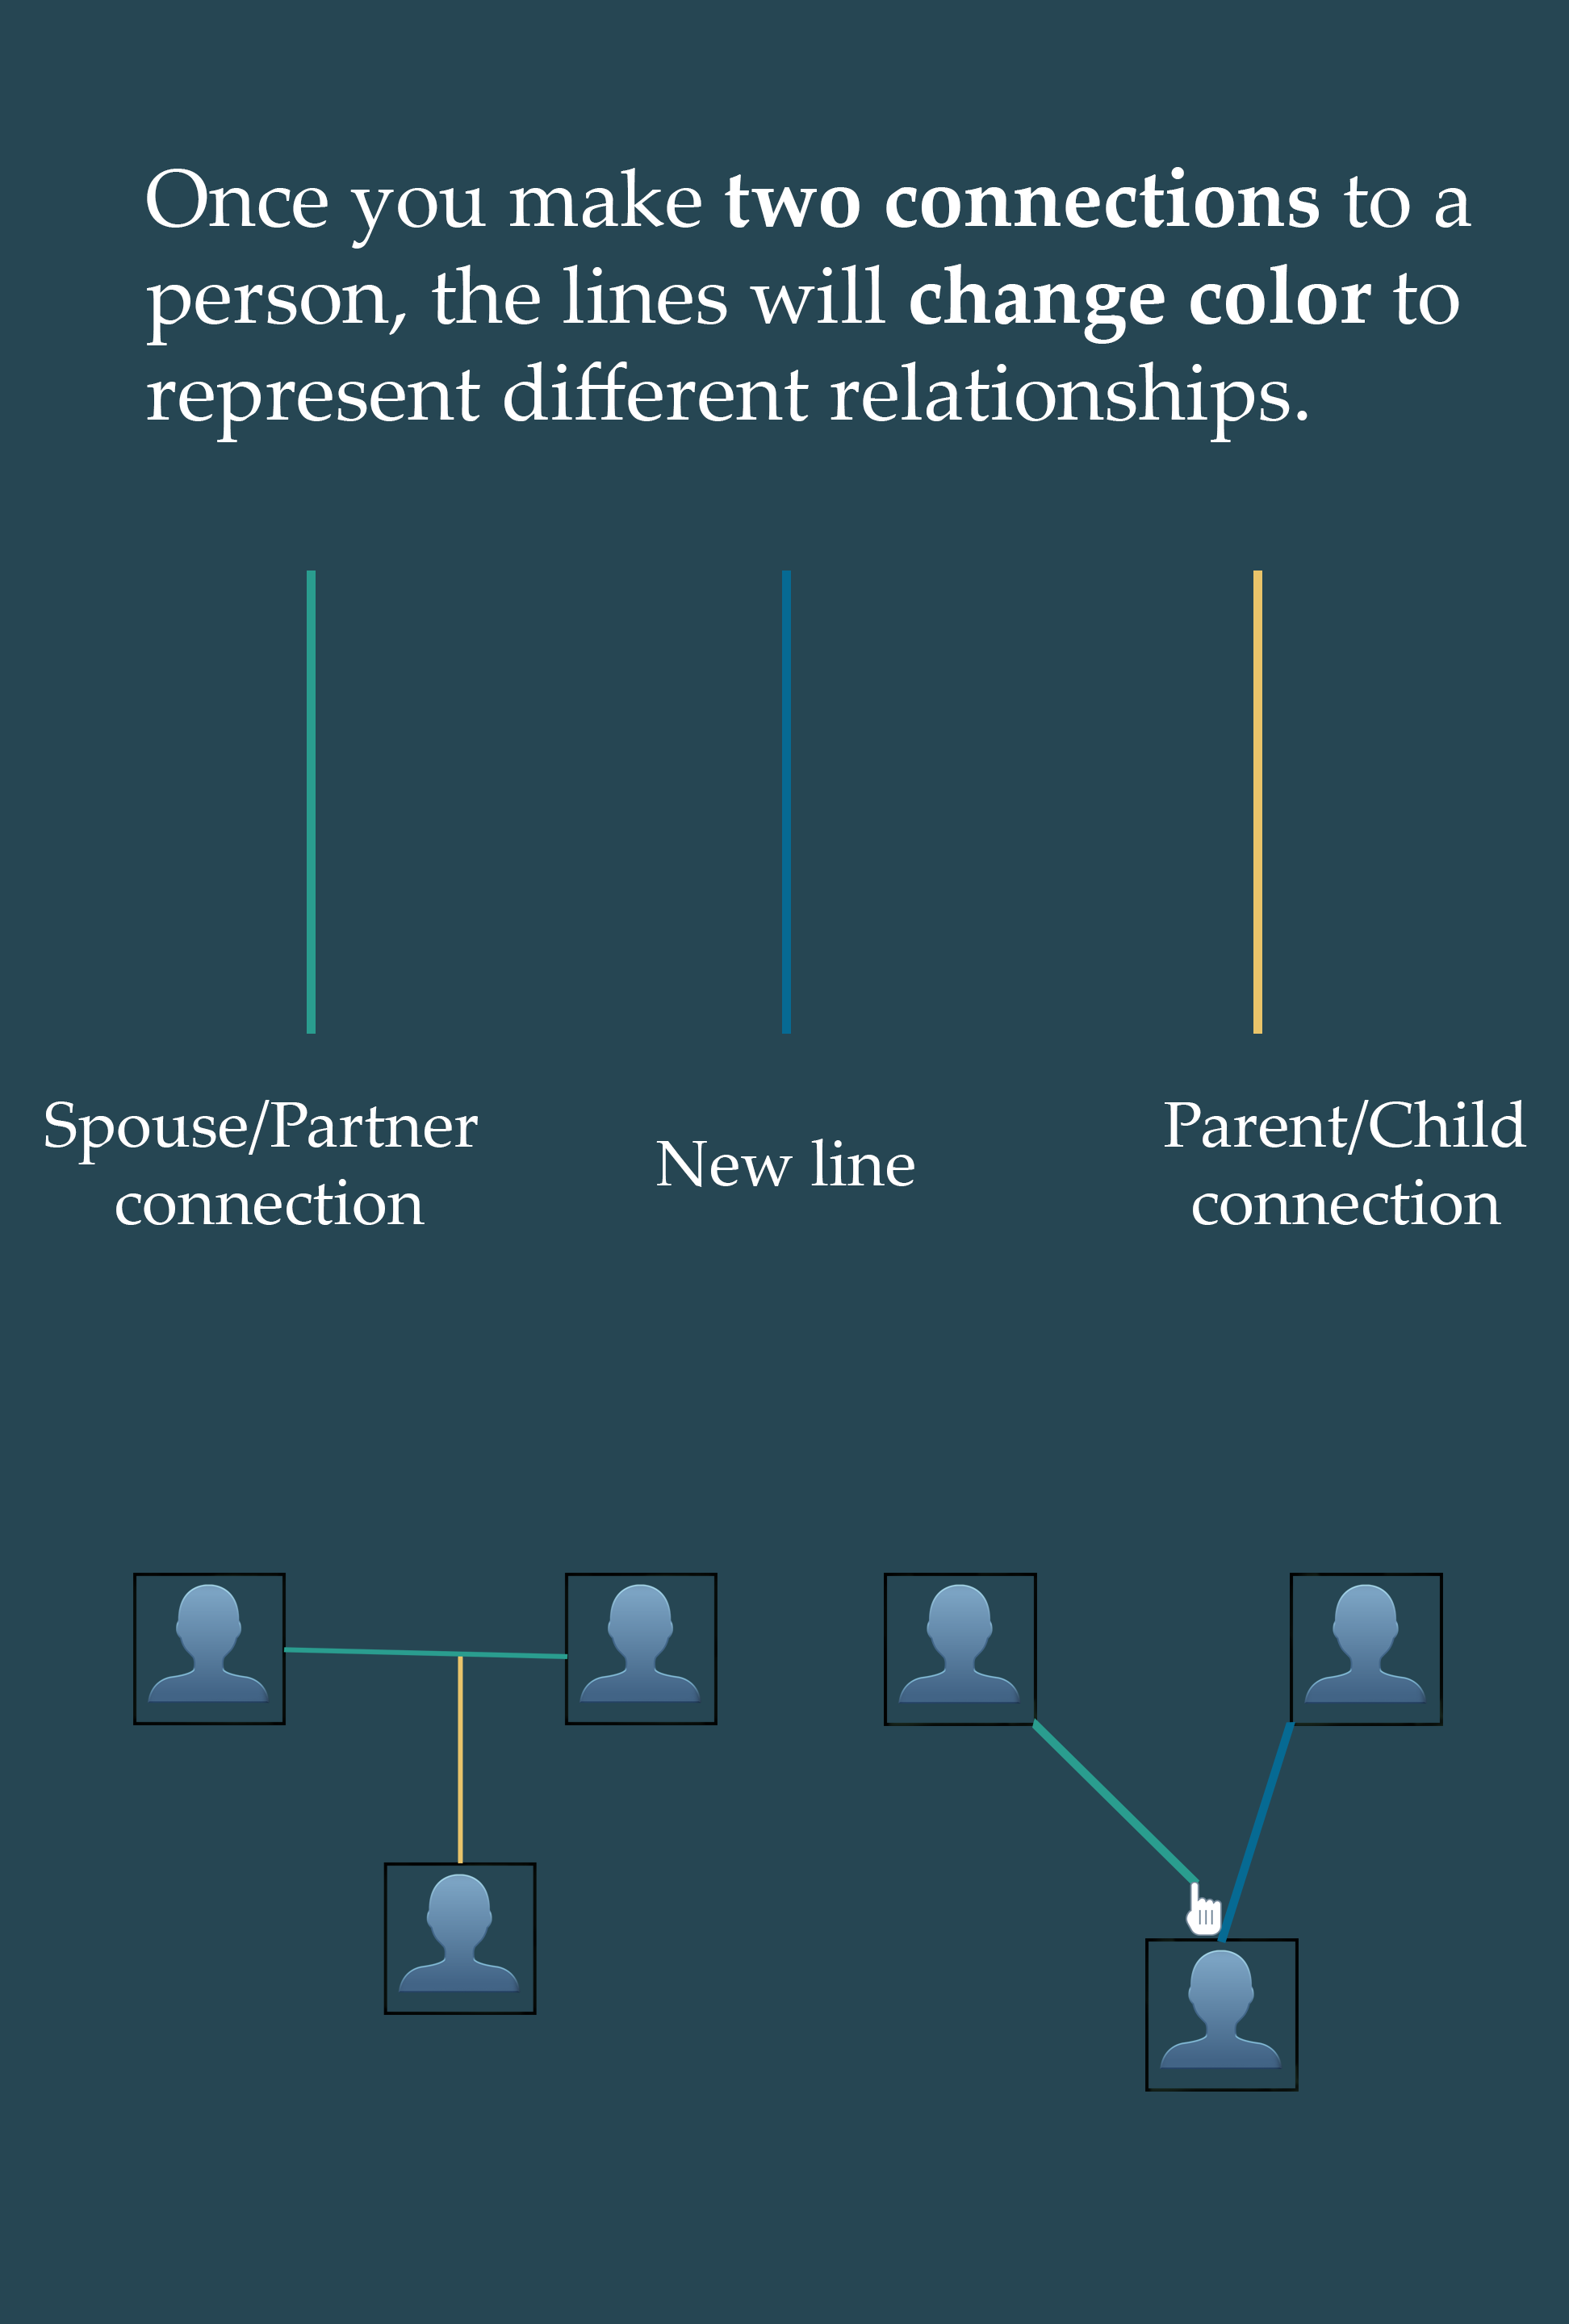 Once you make two connections to a
person, the lines will change color to
represent different relationships.
Spouse/Partner
connection
New line
Parent/Child
connection